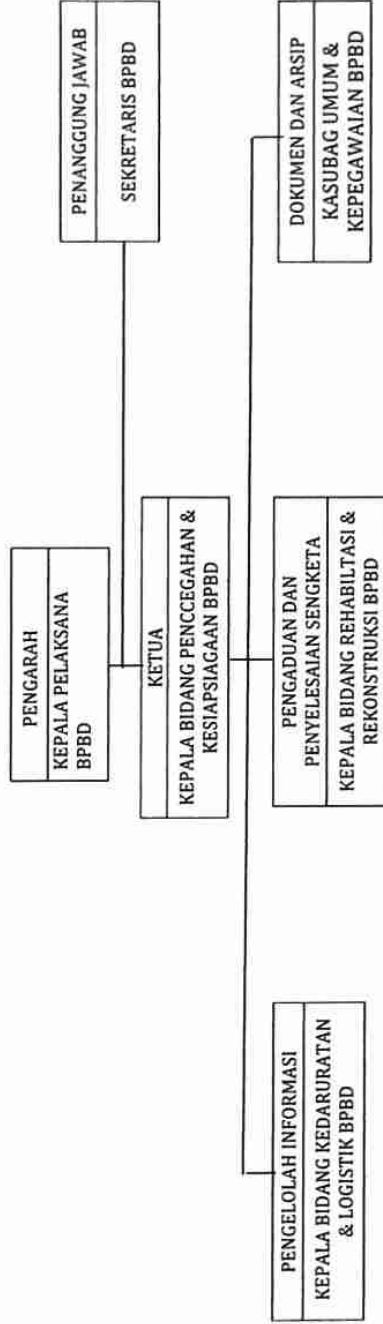 PENGARAH
KEPALA PELAKSANA
BPBD
PENANGGUNG JAWAB
SEKRETARIS BPBD
KETUA
KEPALA BIDANG PENCCEGAHAN &
KESIAPSIAGAAN BPBD
PENGELOLAH INFORMASI
KEPALA BIDANG KEDARURATAN
& LOGISTIK BPBD
PENGADUAN DAN
PENYELESAIAN SENGKETA
KEPALA BIDANG REHABILTASI &
REKONSTRUKSI BPBD
DOKUMEN DAN ARSIP
KASUBAG UMUM &
KEPEGAWAIAN BPBD